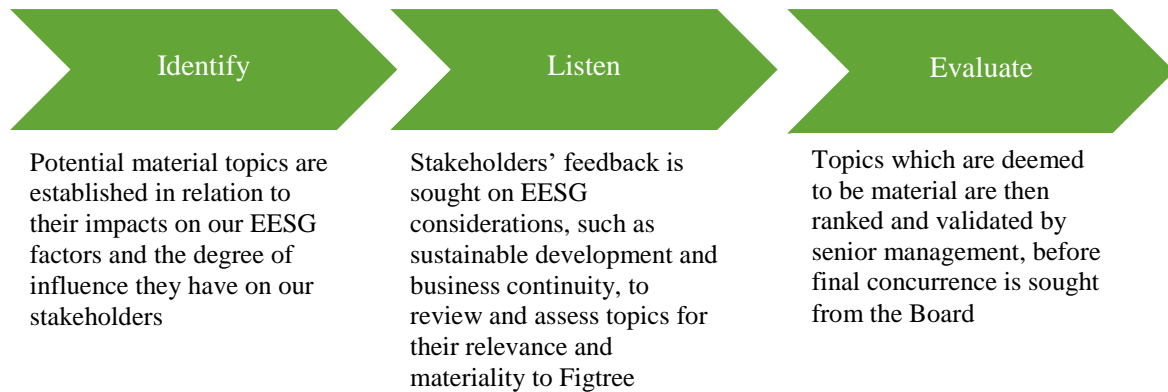 Identify
Potential material topics are
established in relation to
their impacts on our EESG
factors and the degree of
influence they have on our
stakeholders
Listen
Stakeholders’ feedback is
sought on EESG
considerations, such as
sustainable development and
business continuity, to
review and assess topics for
their relevance and
materiality to Figtree
Evaluate
Topics which are deemed
to be material are then
ranked and validated by
senior management, before
final concurrence is sought
from the Board